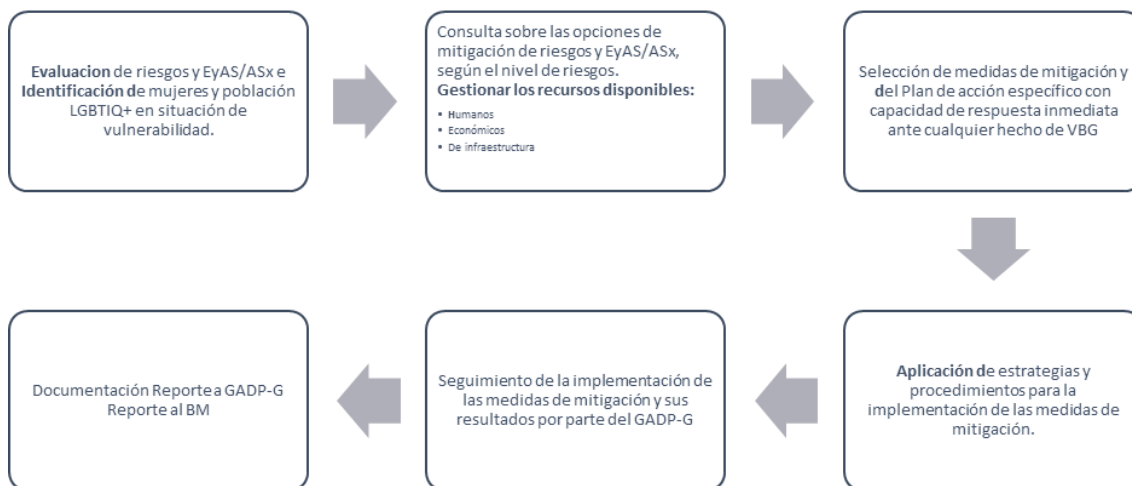 Evaluacion de riesgos y EyAS/ASx e
Identificación de mujeres y población
LGBTIQ+ en situación de
vulnerabilidad.
Consulta sobre las opciones de
mitigación de riesgos y EyAS/ASx,
según el nivel de riesgos.
Gestionar los recursos disponibles:
▪ Humanos
▪ Económicos
▪ De infraestructura
Selección de medidas de mitigación y
del Plan de acción específico con
capacidad de respuesta inmediata
ante cualquier hecho de VBG
Aplicación de estrategias y
procedimientos para la
implementación de las medidas de
mitigación.
Seguimiento de la implementación de
las medidas de mitigación y sus
resultados por parte del GADP-G
Documentación Reporte a GADP-G
Reporte al BM